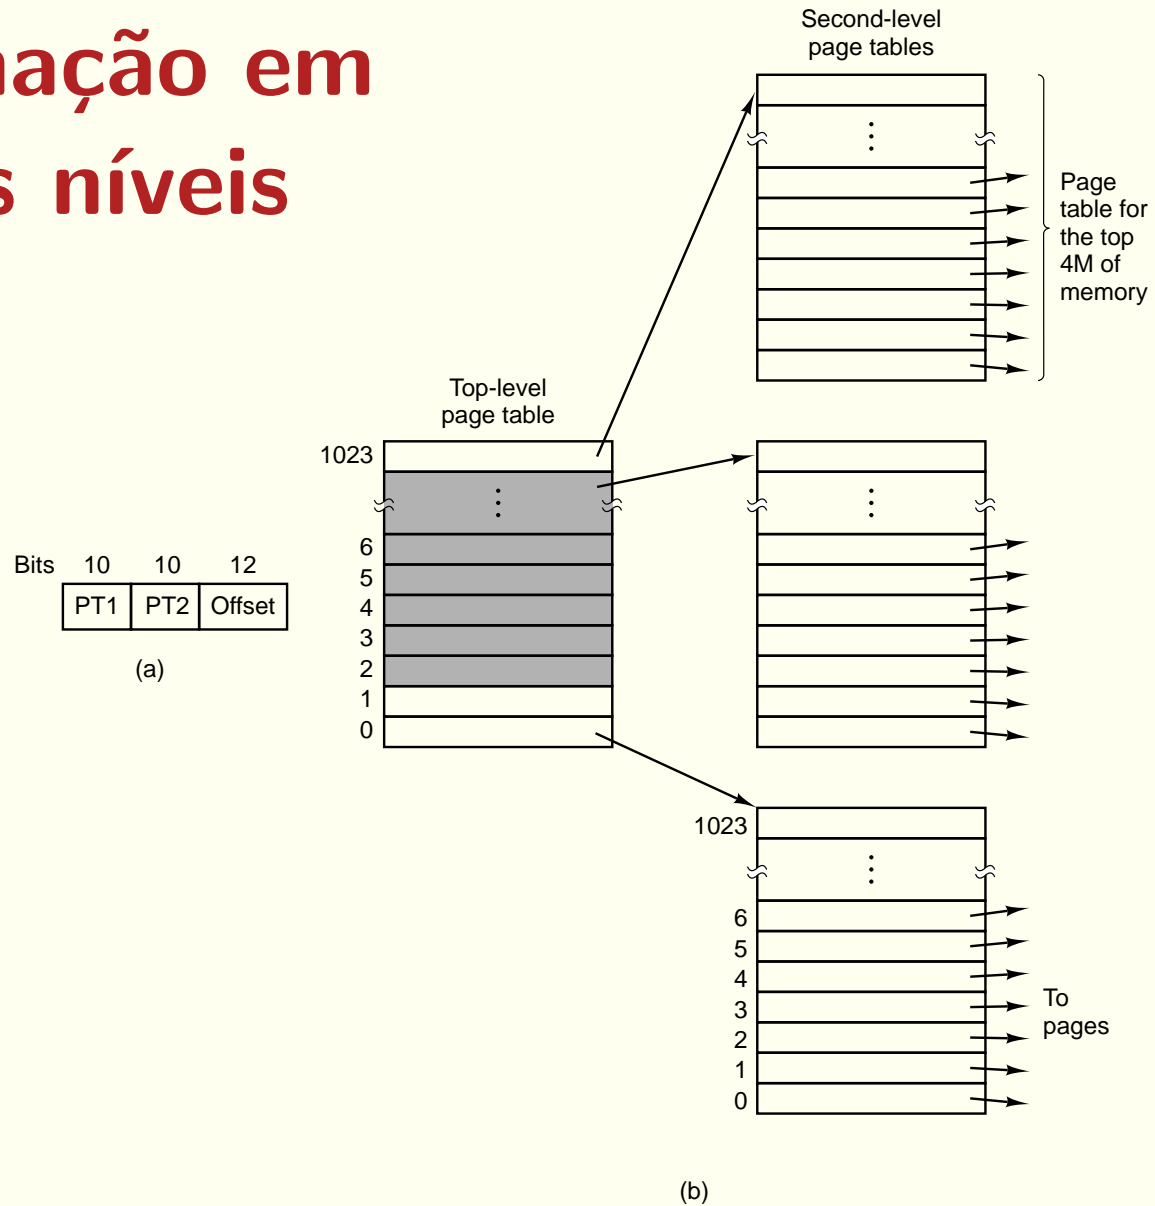 nação em
s níveis
Second-level
page tables
Page
table for
the top
4M of
memory
Top-level
page table
1023
6
5
4
3
2
1
0
Bits 10 10 12
PT1 PT2 Offset
(a)
1023
6
5
4
3
2
1
0
To
pages
(b)